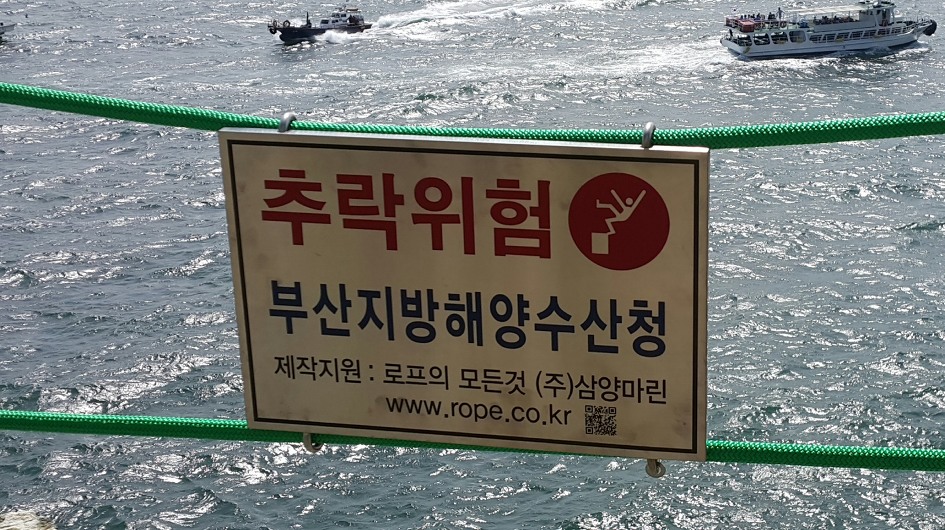 추락위험
부산지방해양수산청
제작지원 : 로프의 모든것 (주)삼양마린
www.rope.co.kr